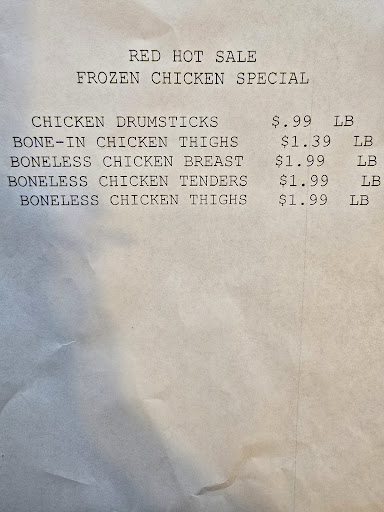 RED HOT SALE
FROZEN CHICKEN SPECIAL
CHICKEN DRUMSTICKS $.99 LB
BONE-IN CHICKEN THIGHS $1.39 LB
BONELESS CHICKEN BREAST $1.99 LB
BONELESS CHICKEN TENDERS $1.99 LB
BONELESS CHICKEN THIGHS $1.99 LB